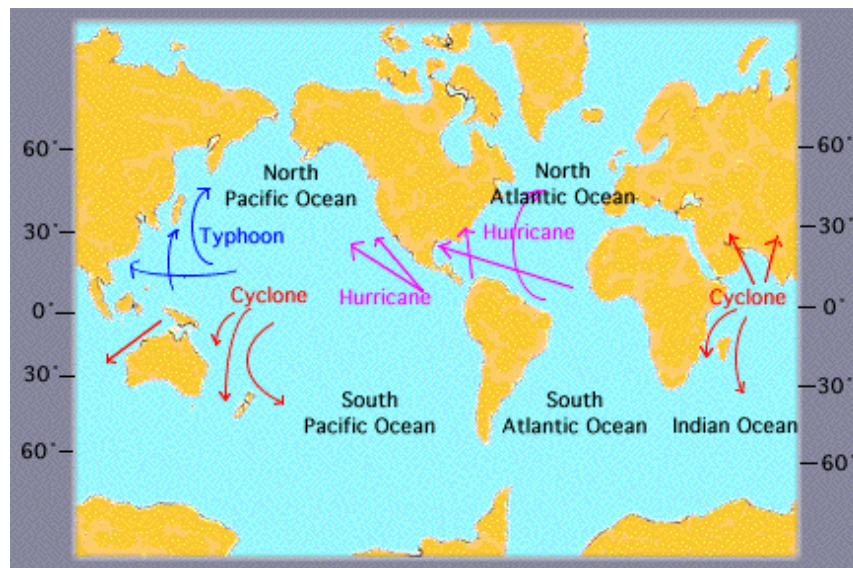 60°
60°
North
Pacific Ocean
North
Atlantic Ocean
30°
30°
Typhoon
Hurricane
Cyclone
Hurricane
Cyclone
0°
0°
30°
30°
South
Pacific Ocean
South
Atlantic Ocean
Indian Ocean
60°
60°